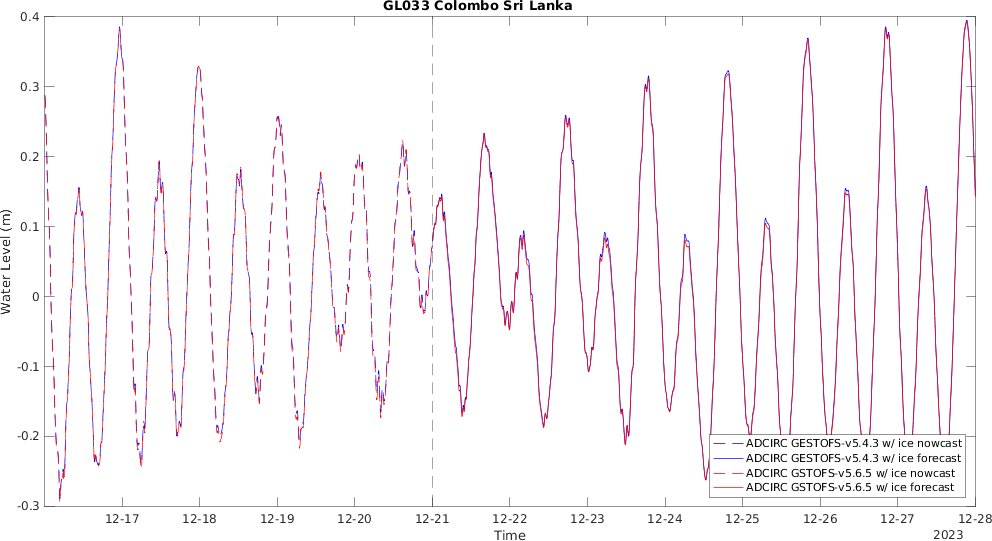 GL033 Colombo Sri Lanka
0.4
0.3
0.2
0.1
0
-0.1
-0.2
-0.3
Water Level (m)
ADCIRC GESTOFS-v5.4.3 w/ ice nowcast
ADCIRC GESTOFS-v5.4.3 w/ ice forecast
ADCIRC GSTOFS-v5.6.5 w/ ice nowcast
ADCIRC GSTOFS-v5.6.5 w/ ice forecast
12-17 12-18 12-19 12-20 12-21 12-22 12-23 12-24 12-25 12-26 12-27 12-28
Time
2023